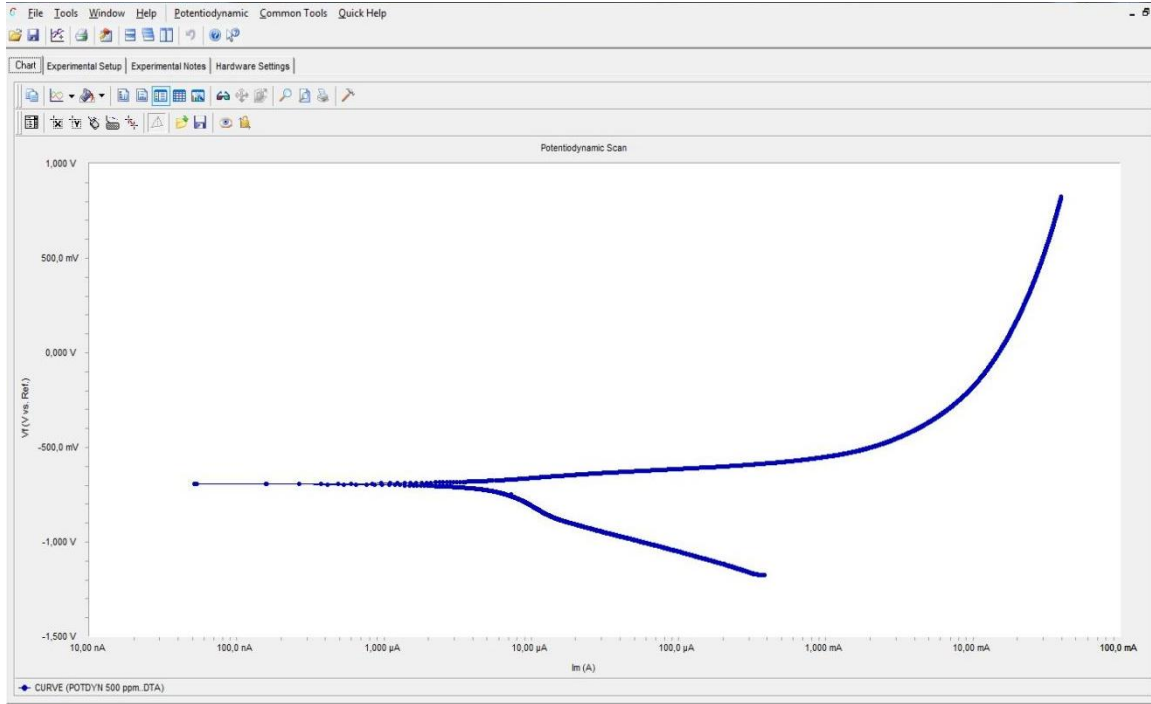 File Tools Window Help Potentiodynamic Common Tools Quick Help
Chart Experimental Setup Experimental Notes Hardware Settings
Potentiodynamic Scan
1,000 V
500,0 mV
0,000 V
-500,0 mV
-1,000 V
-1,500 V
Vf (V vs. Ref.)
10,00 nA 100,0 nA 1,000 µA 10,00 µA 100,0 µA 1,000 mA 10,00 mA 100,0 mA
Im (A)
CURVE (POTDYN 500 ppm..DTA)